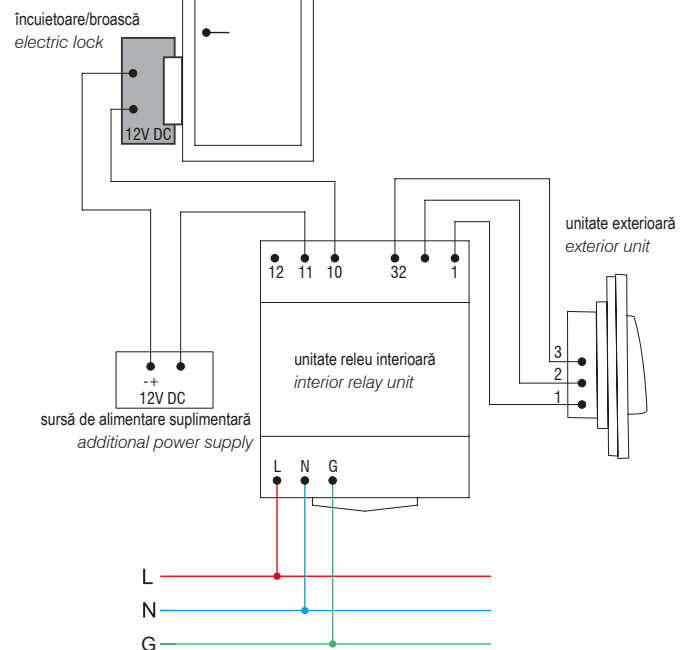 încuietoare/broască
electric lock
12V DC
unitate exterioară
exterior unit
12 11 10 32 1
unitate releu interioară
interior relay unit
3
2
1
-+
12V DC
sursă de alimentare suplimentară
additional power supply
L N G
L
N
G